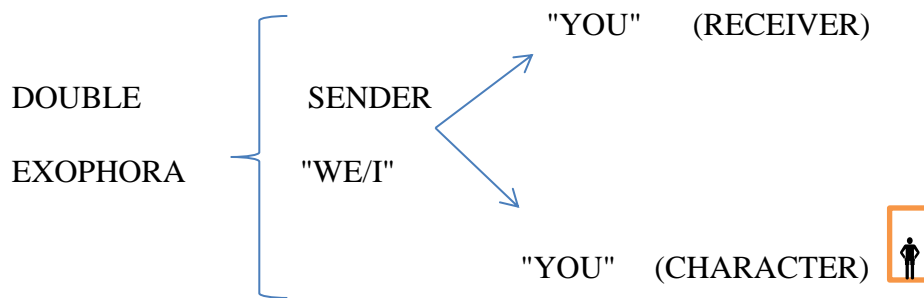 "YOU" (RECEIVER)
DOUBLE SENDER
EXOPHORA "WE/I"
"YOU" (CHARACTER)